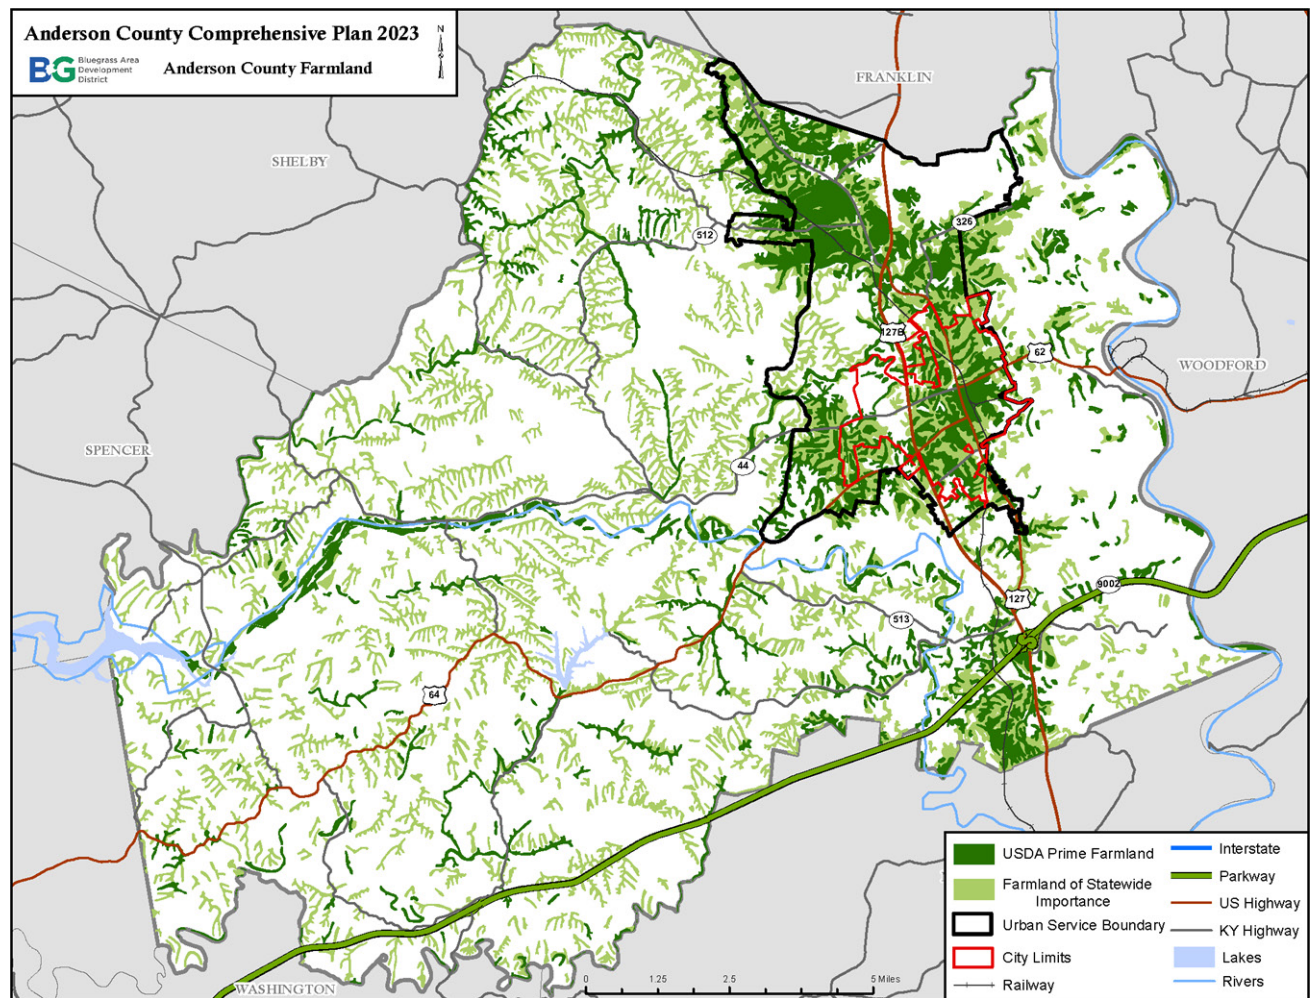 Anderson County Comprehensive Plan 2023
N
BG Bluegrass Area
Development
District
Anderson County Farmland
FRANKLIN
SHELBY
326
512
127B
62
WOODFORD
SPENCER
44
9002
127
513
64
WASHINGTON
USDA Prime Farmland
Farmland of Statewide
Importance
Urban Service Boundary
City Limits
Railway
Interstate
Parkway
US Highway
KY Highway
Lakes
Rivers
0 1.25 2.5 5 Miles